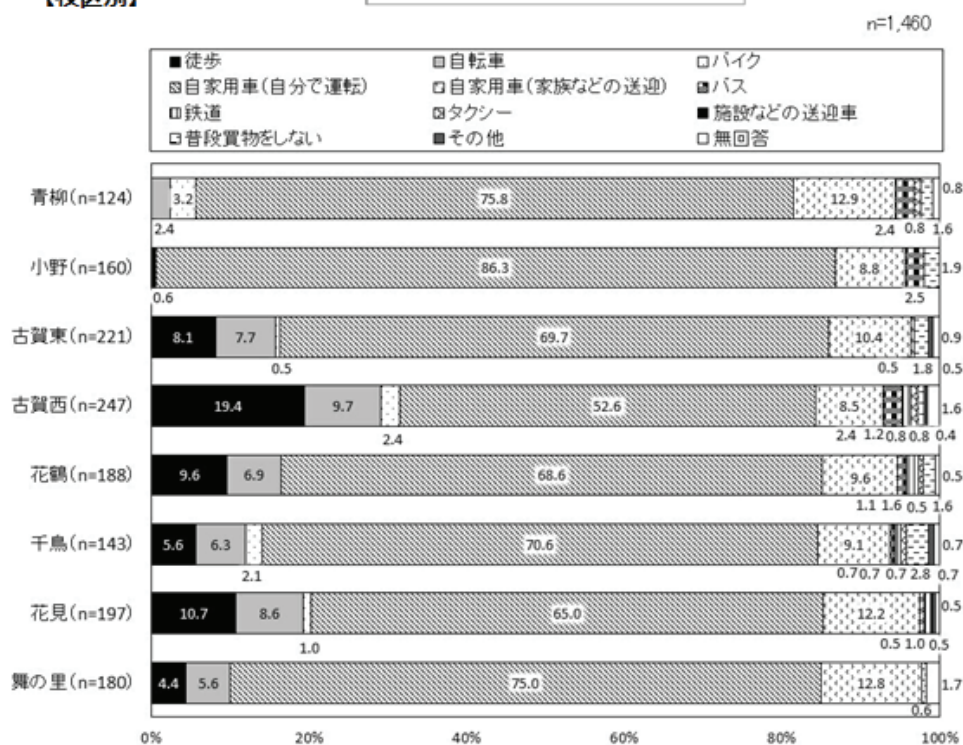 【校区別】
n=1,460
■徒歩 □自転車 □バイク
自家用車(自分で運転) 自家用車(家族などの送迎) バス
鉄道 タクシー ■施設などの送迎車
普段買物をしない ■その他 □無回答
青柳(n=124) 3.2 75.8 12.9 0.8
2.4 2.4 0.8 1.6
小野(n=160) 86.3 8.8 1.9
0.6 2.5
古賀東(n=221) 8.1 7.7 69.7 10.4 0.9
0.5 0.5 1.8 0.5
古賀西(n=247) 19.4 9.7 52.6 8.5 1.6
2.4 2.4 1.2 0.8 0.8 0.4
花鶴(n=188) 9.6 6.9 68.6 9.6 0.5
1.1 1.6 0.5 1.6
千鳥(n=143) 5.6 6.3 70.6 9.1 0.7
2.1 0.7 0.7 0.7 2.8 0.7
花見(n=197) 10.7 8.6 65.0 12.2 0.5
1.0 0.5 1.0 0.5
舞の里(n=180) 4.4 5.6 75.0 12.8 1.7
0.6
0% 20% 40% 60% 80% 100%